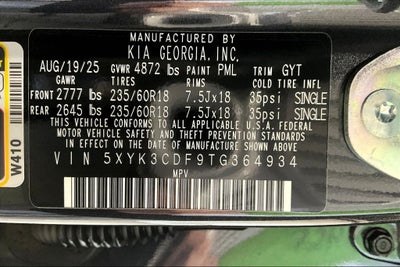 MANUFACTURED BY
KIA GEORGIA, INC.
AUG/19/25 GVWR 4872 lbs PAINT PML TRIM GYT
GAWR TIRES RIMS COLD TIRE INFL
FRONT 2777 lbs 235/60R18 7.5JX18 35psi SINGLE
REAR 2645 lbs 235/60R18 7.5JX18 35psi SINGLE
THIS VEHICLE CONFORMS TO ALL APPLICABLE U.S.A. FEDERAL
MOTOR VEHICLE SAFETY, BUMPER, AND THEFT PREVENTION
STANDARDS IN EFFECT ON THE DATE OF MANUFACTURE SHOWN ABOVE
VIN 5XYK3CDF9TG364934
MPV
W410